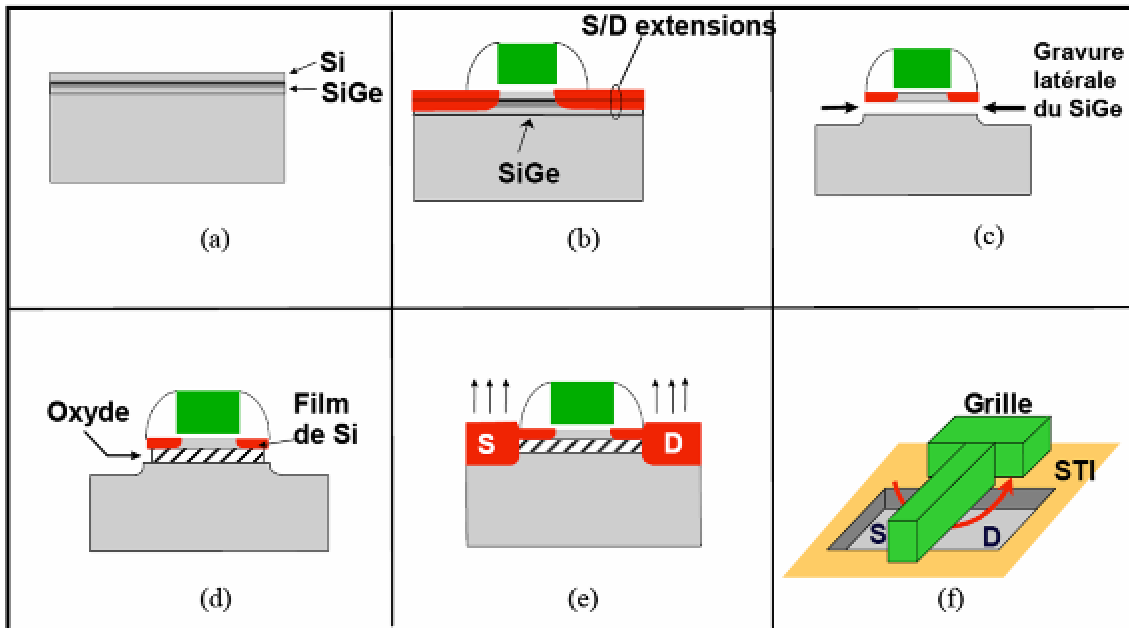 Si
SiGe
(a)
S/D extensions
SiGe
(b)
Gravure
latérale
du SiGe
(c)
Oxyde
Film
de Si
(d)
S
D
(e)
Grille
STI
S
D
(f)